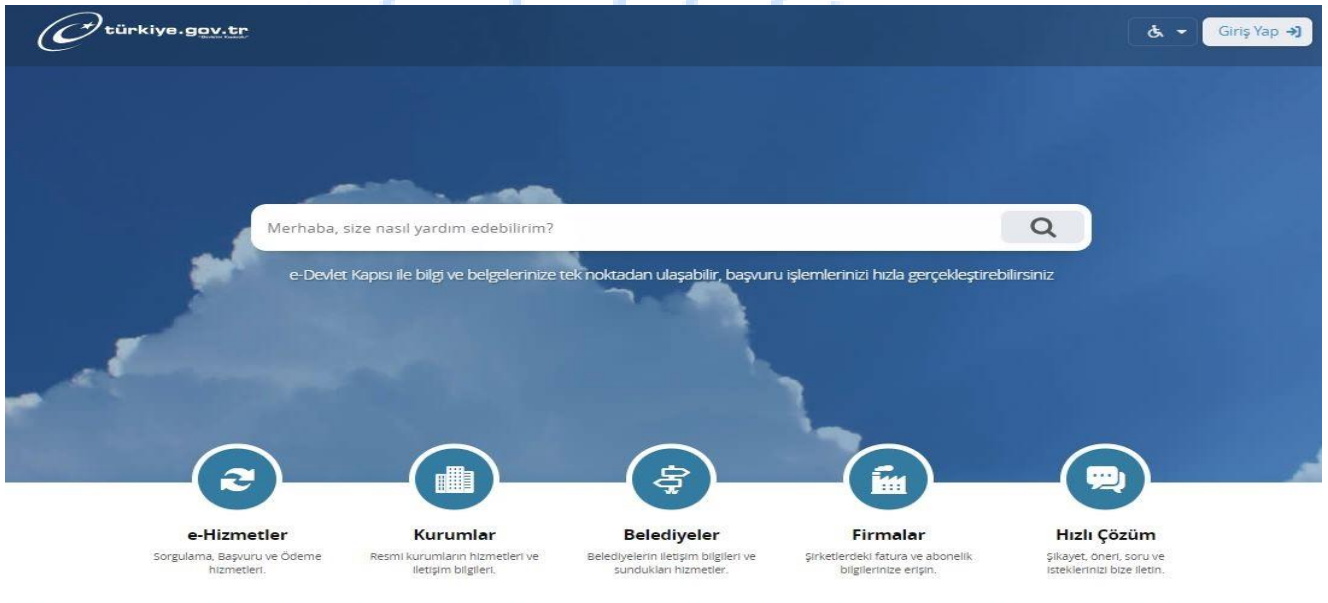 türkiye.gov.tr
Giriş Yap
Merhaba, size nasıl yardım edebilirim?
e-Devlet Kapısı ile bilgi ve belgelerinize tek noktadan ulaşabilir, başvuru işlemlerinizi hızla gerçekleştirebilirsiniz
e-Hizmetler
Sorgulama, Başvuru ve Ödeme
hizmetleri.
Kurumlar
Resmi kurumların hizmetleri ve
iletişim bilgileri.
Belediyeler
Belediyelerin iletişim bilgileri ve
sundukları hizmetler.
Firmalar
Şirketlerdeki fatura ve abonelik
bilgilerinize erişin.
Hızlı Çözüm
Şikayet, öneri, soru ve
isteklerinizi bize iletin.